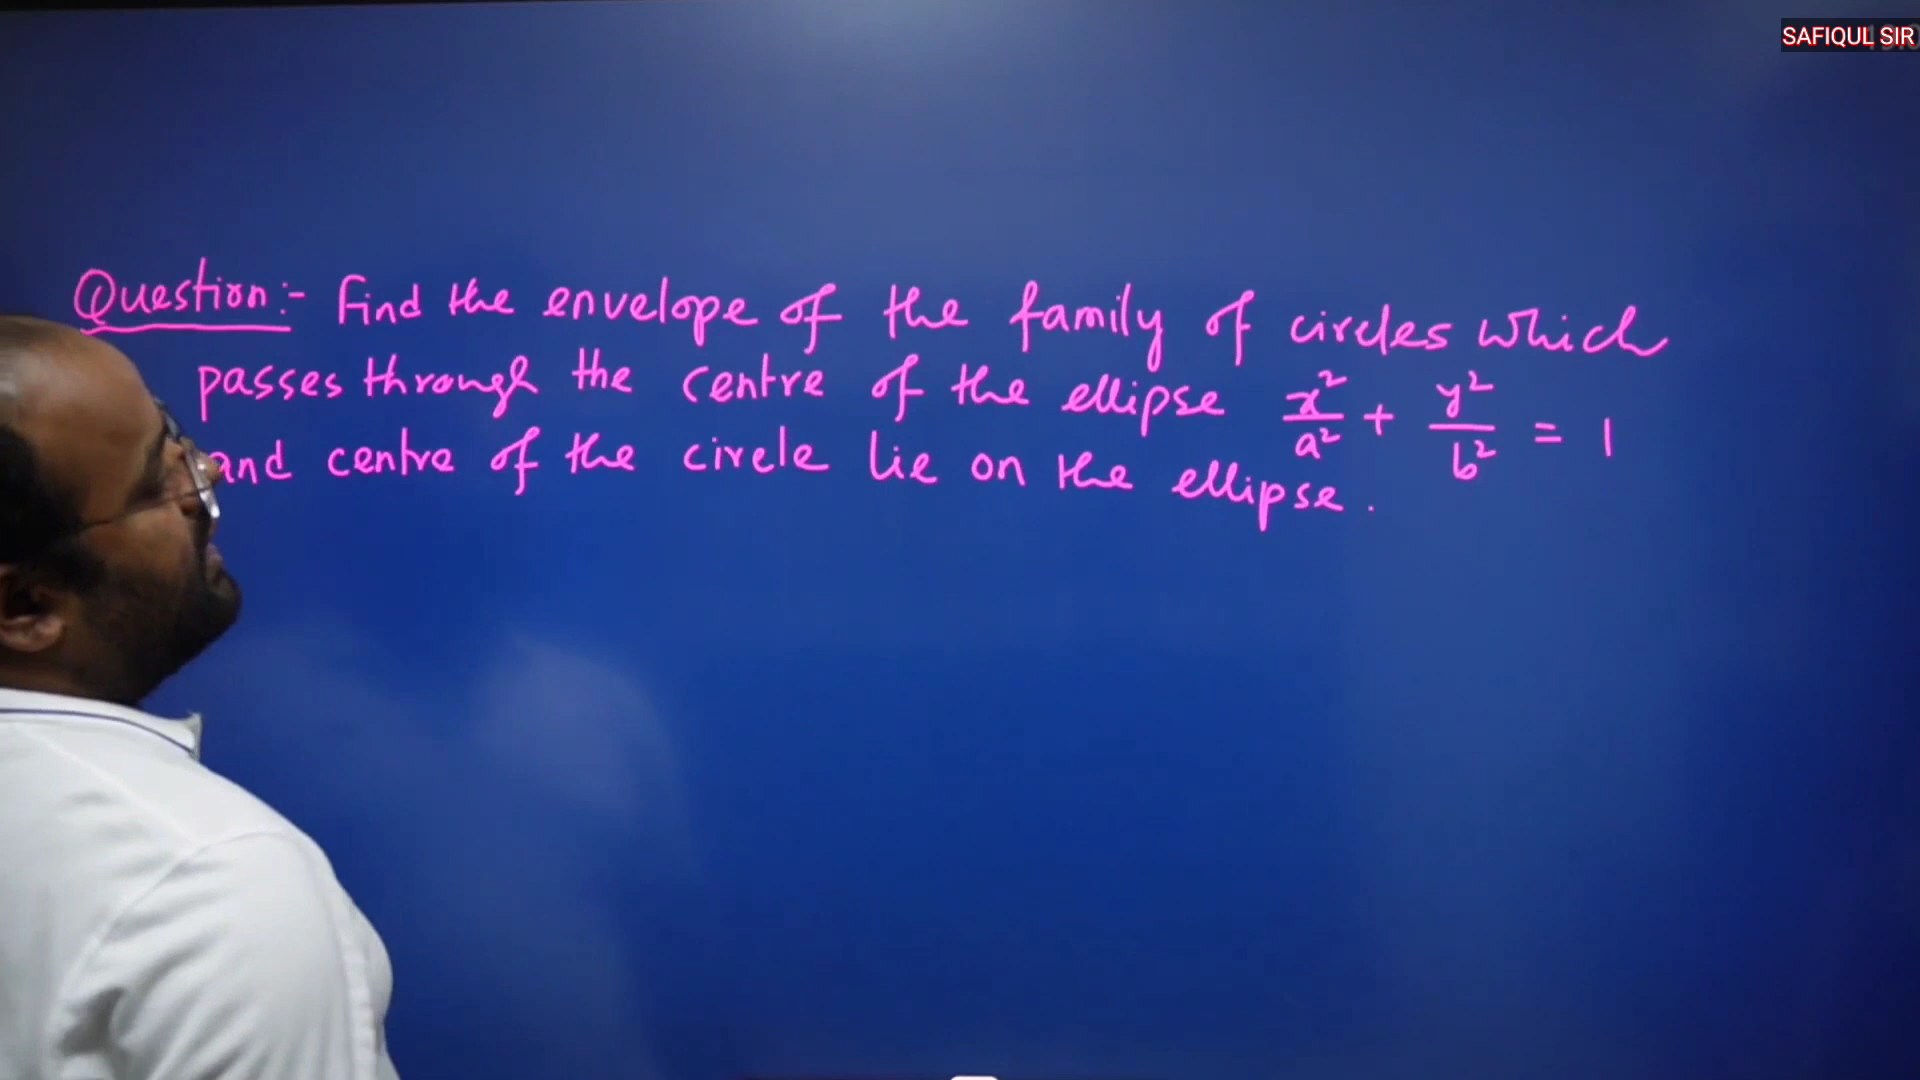 SAFIQUL SIR
Question:- Find the envelope of the family of circles which
passes through the centre of the ellipse x²/a² + y²/b² = 1
and centre of the circle lie on the ellipse.